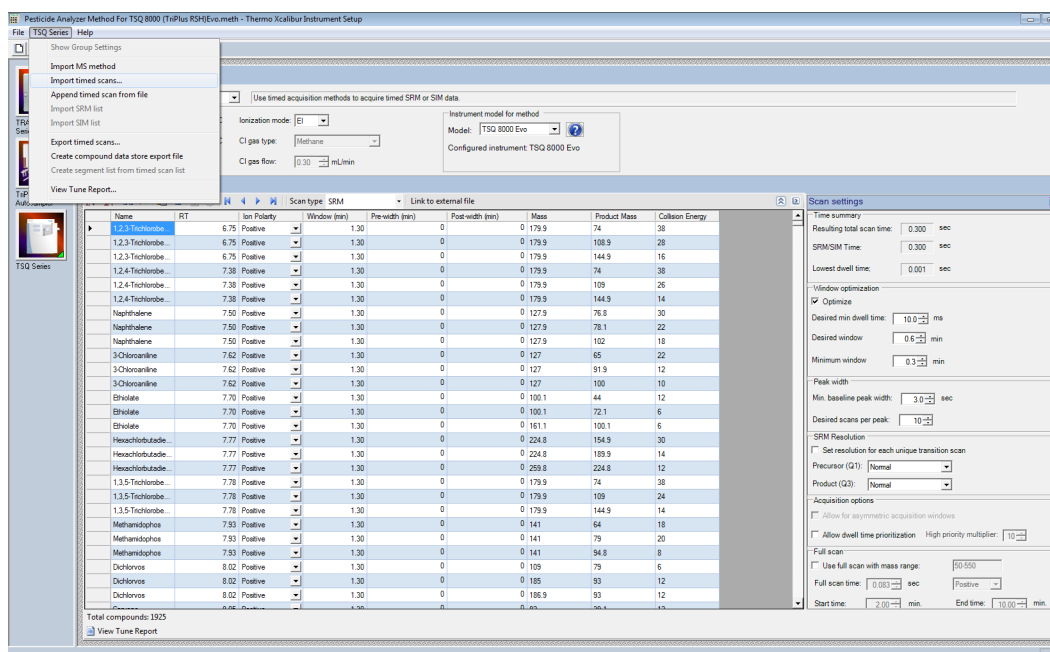 Pesticide Analyzer Method For TSQ 8000 (TriPlus RSH)Evo.meth - Thermo Xcalibur Instrument Setup
File TSQ Series Help
Show Group Settings
Import MS method
Import timed scans...
Append timed scan from file
Import SRM list
Import SIM list
Export timed scans...
Create compound data store export file
Create segment list from timed scan list
View Tune Report...
TSQ Series
Use timed acquisition methods to acquire timed SRM or SIM data.
Ionization mode: EI
CI gas type: Methane
CI gas flow: 0.30 mL/min
Instrument model for method
Model: TSQ 8000 Evo
Configured instrument: TSQ 8000 Evo
Scan type SRM Link to external file
Name RT Ion Polarity Window (min) Pre-width (min) Post-width (min) Mass Product Mass Collision Energy
1,2,3-Trichlorobe... 6.75 Positive 1.30 0 0 179.9 74 38
1,2,3-Trichlorobe... 6.75 Positive 1.30 0 0 179.9 108.9 28
1,2,3-Trichlorobe... 6.75 Positive 1.30 0 0 179.9 144.9 16
1,2,4-Trichlorobe... 7.38 Positive 1.30 0 0 179.9 74 38
1,2,4-Trichlorobe... 7.38 Positive 1.30 0 0 179.9 109 26
1,2,4-Trichlorobe... 7.38 Positive 1.30 0 0 179.9 144.9 14
Naphthalene 7.50 Positive 1.30 0 0 127.9 76.8 30
Naphthalene 7.50 Positive 1.30 0 0 127.9 78.1 22
Naphthalene 7.50 Positive 1.30 0 0 127.9 102 18
3-Chloroaniline 7.62 Positive 1.30 0 0 127 65 22
3-Chloroaniline 7.62 Positive 1.30 0 0 127 91.9 12
3-Chloroaniline 7.62 Positive 1.30 0 0 127 100 10
Ethiolate 7.70 Positive 1.30 0 0 100.1 44 12
Ethiolate 7.70 Positive 1.30 0 0 100.1 72.1 6
Ethiolate 7.70 Positive 1.30 0 0 161.1 100.1 6
Hexachlorbutadie... 7.77 Positive 1.30 0 0 224.8 154.9 30
Hexachlorbutadie... 7.77 Positive 1.30 0 0 224.8 189.9 14
Hexachlorbutadie... 7.77 Positive 1.30 0 0 259.8 224.8 12
1,3,5-Trichlorobe... 7.78 Positive 1.30 0 0 179.9 74 38
1,3,5-Trichlorobe... 7.78 Positive 1.30 0 0 179.9 109 24
1,3,5-Trichlorobe... 7.78 Positive 1.30 0 0 179.9 144.9 14
Methamidophos 7.93 Positive 1.30 0 0 141 64 18
Methamidophos 7.93 Positive 1.30 0 0 141 79 20
Methamidophos 7.93 Positive 1.30 0 0 141 94.8 8
Dichlorvos 8.02 Positive 1.30 0 0 109 79 6
Dichlorvos 8.02 Positive 1.30 0 0 185 93 12
Dichlorvos 8.02 Positive 1.30 0 0 186.9 93 12
Total compounds: 1925
View Tune Report
Scan settings
Time summary
Resulting total scan time: 0.300 sec
SRM/SIM Time: 0.300 sec
Lowest dwell time: 0.001 sec
Window optimization
Optimize
Desired min dwell time: 10.0 ms
Desired window 0.6 min
Minimum window 0.3 min
Peak width
Min. baseline peak width: 3.0 sec
Desired scans per peak: 10
SRM Resolution
Set resolution for each unique transition scan
Precursor (Q1): Normal
Product (Q3): Normal
Acquisition options
Allow for asymmetric acquisition windows
Allow dwell time prioritization High priority multiplier: 10
Full scan
Use full scan with mass range: 50-550
Full scan time: 0.083 sec Positive
Start time: 2.00 min. End time: 10.00 min.